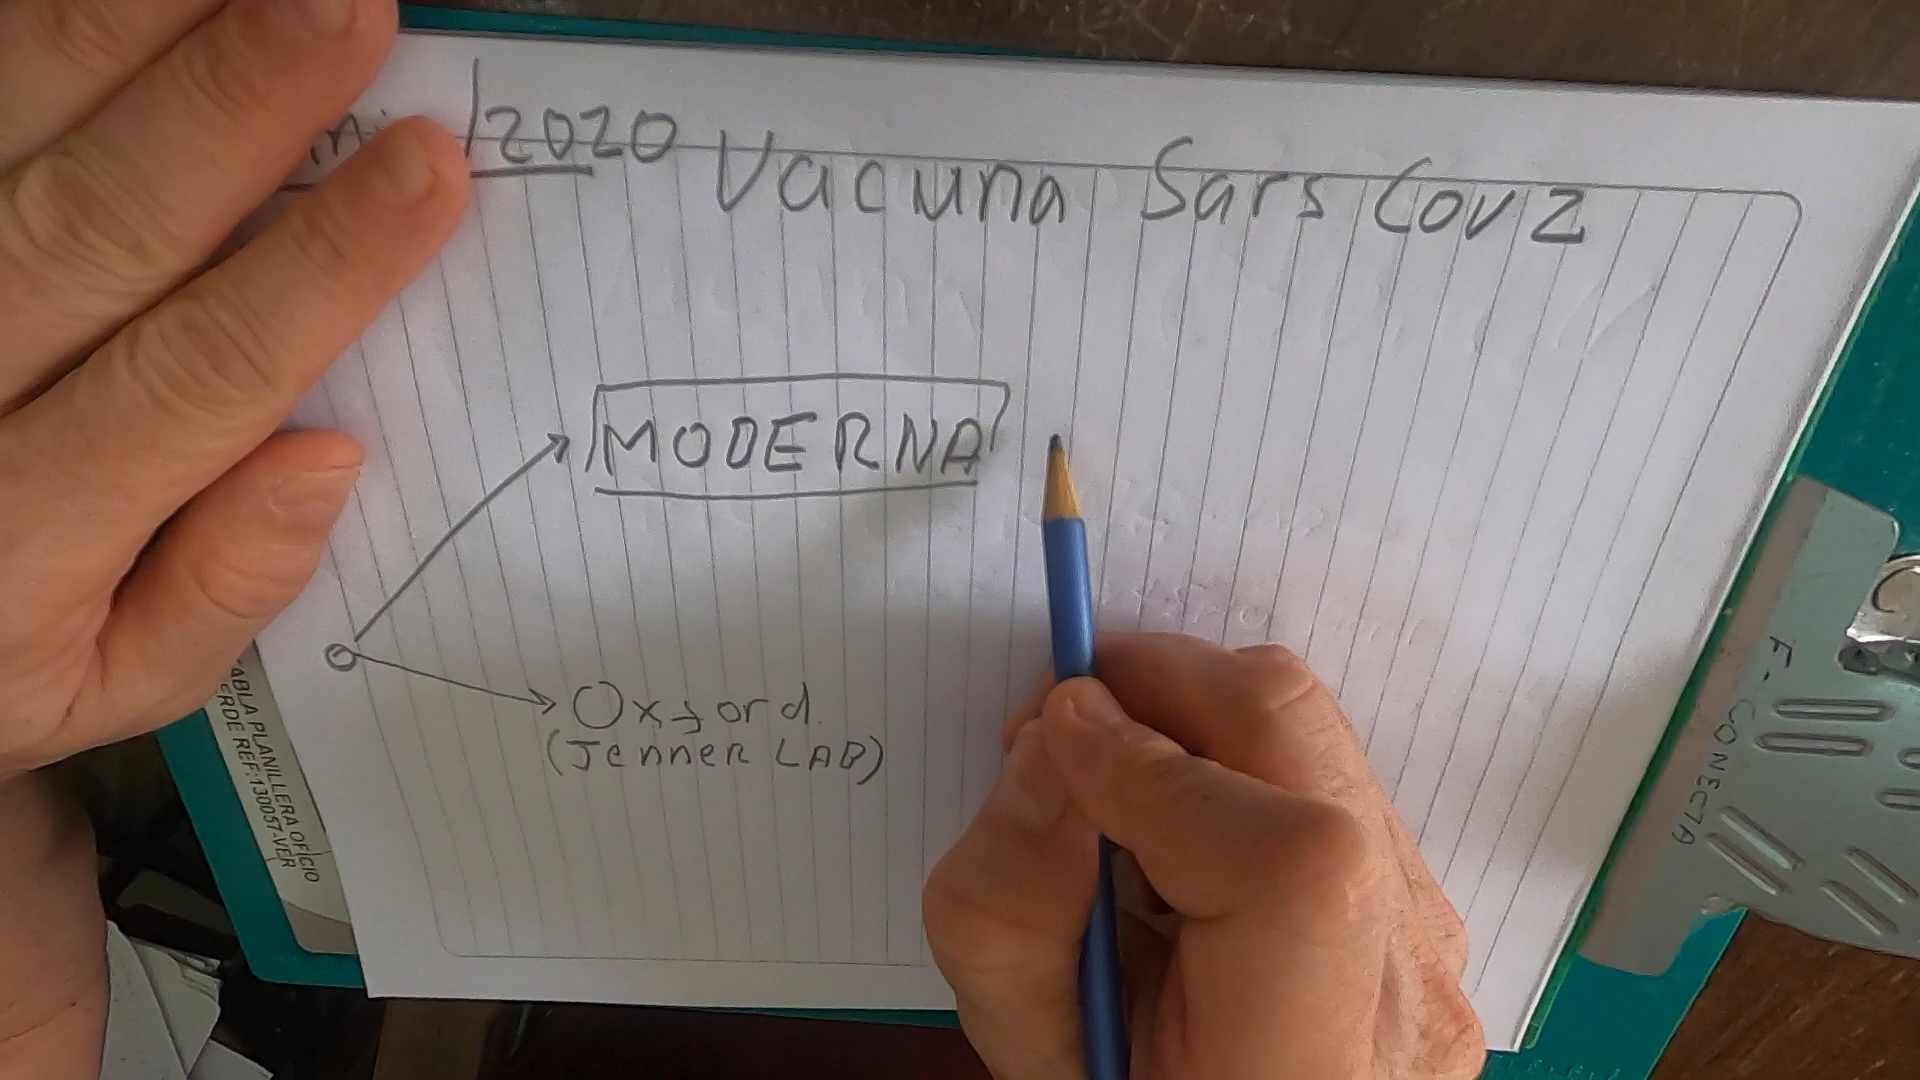 /2020 Vacuna Sars Cov2
MODERNA
Oxford.
(Jenner LAB)
TABLA PLANILLERA OFICIO
VERDE REF:130057-VER
F-CONECTA